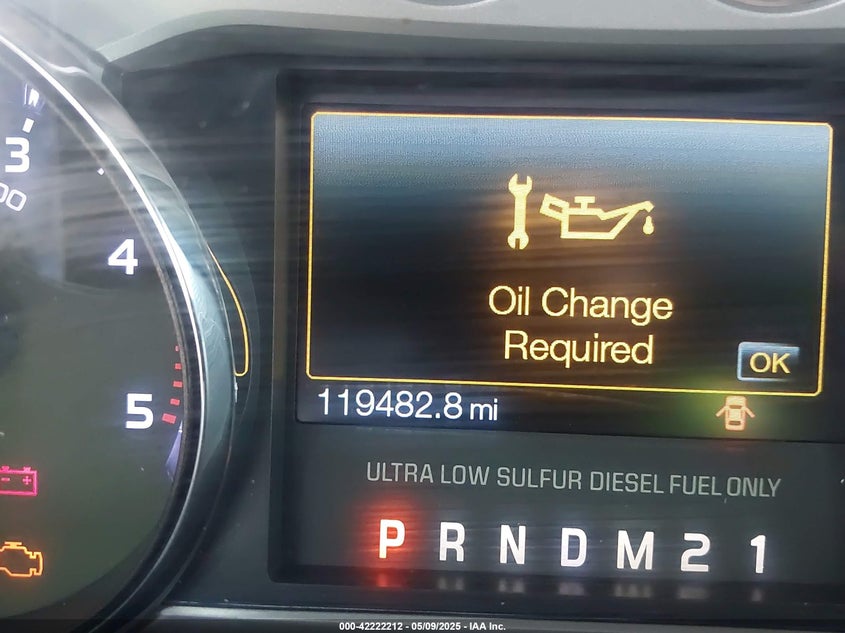 3
00
4
5
Oil Change
Required
OK
119482.8 mi
ULTRA LOW SULFUR DIESEL FUEL ONLY
P R N D M 2 1
000-42222212 - 05/09/2025 - IAA Inc.